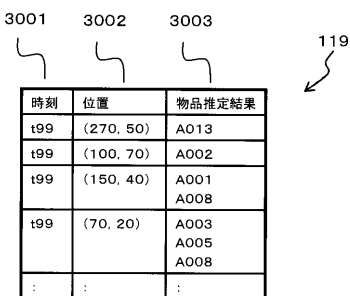 3001 3002 3003
119
時刻 位置 物品推定結果
t99 (270, 50) A013
t99 (100, 70) A002
t99 (150, 40) A001
A008
t99 (70, 20) A003
A005
A008
: : :